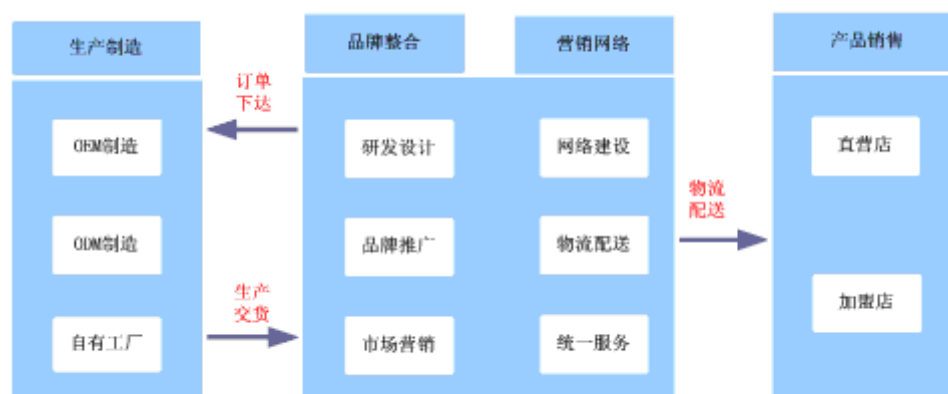 生产制造
品牌整合
营销网络
产品销售
订单
下达
OEM制造
研发设计
网络建设
直营店
物流
配送
ODM制造
品牌推广
物流配送
生产
交货
加盟店
自有工厂
市场营销
统一服务